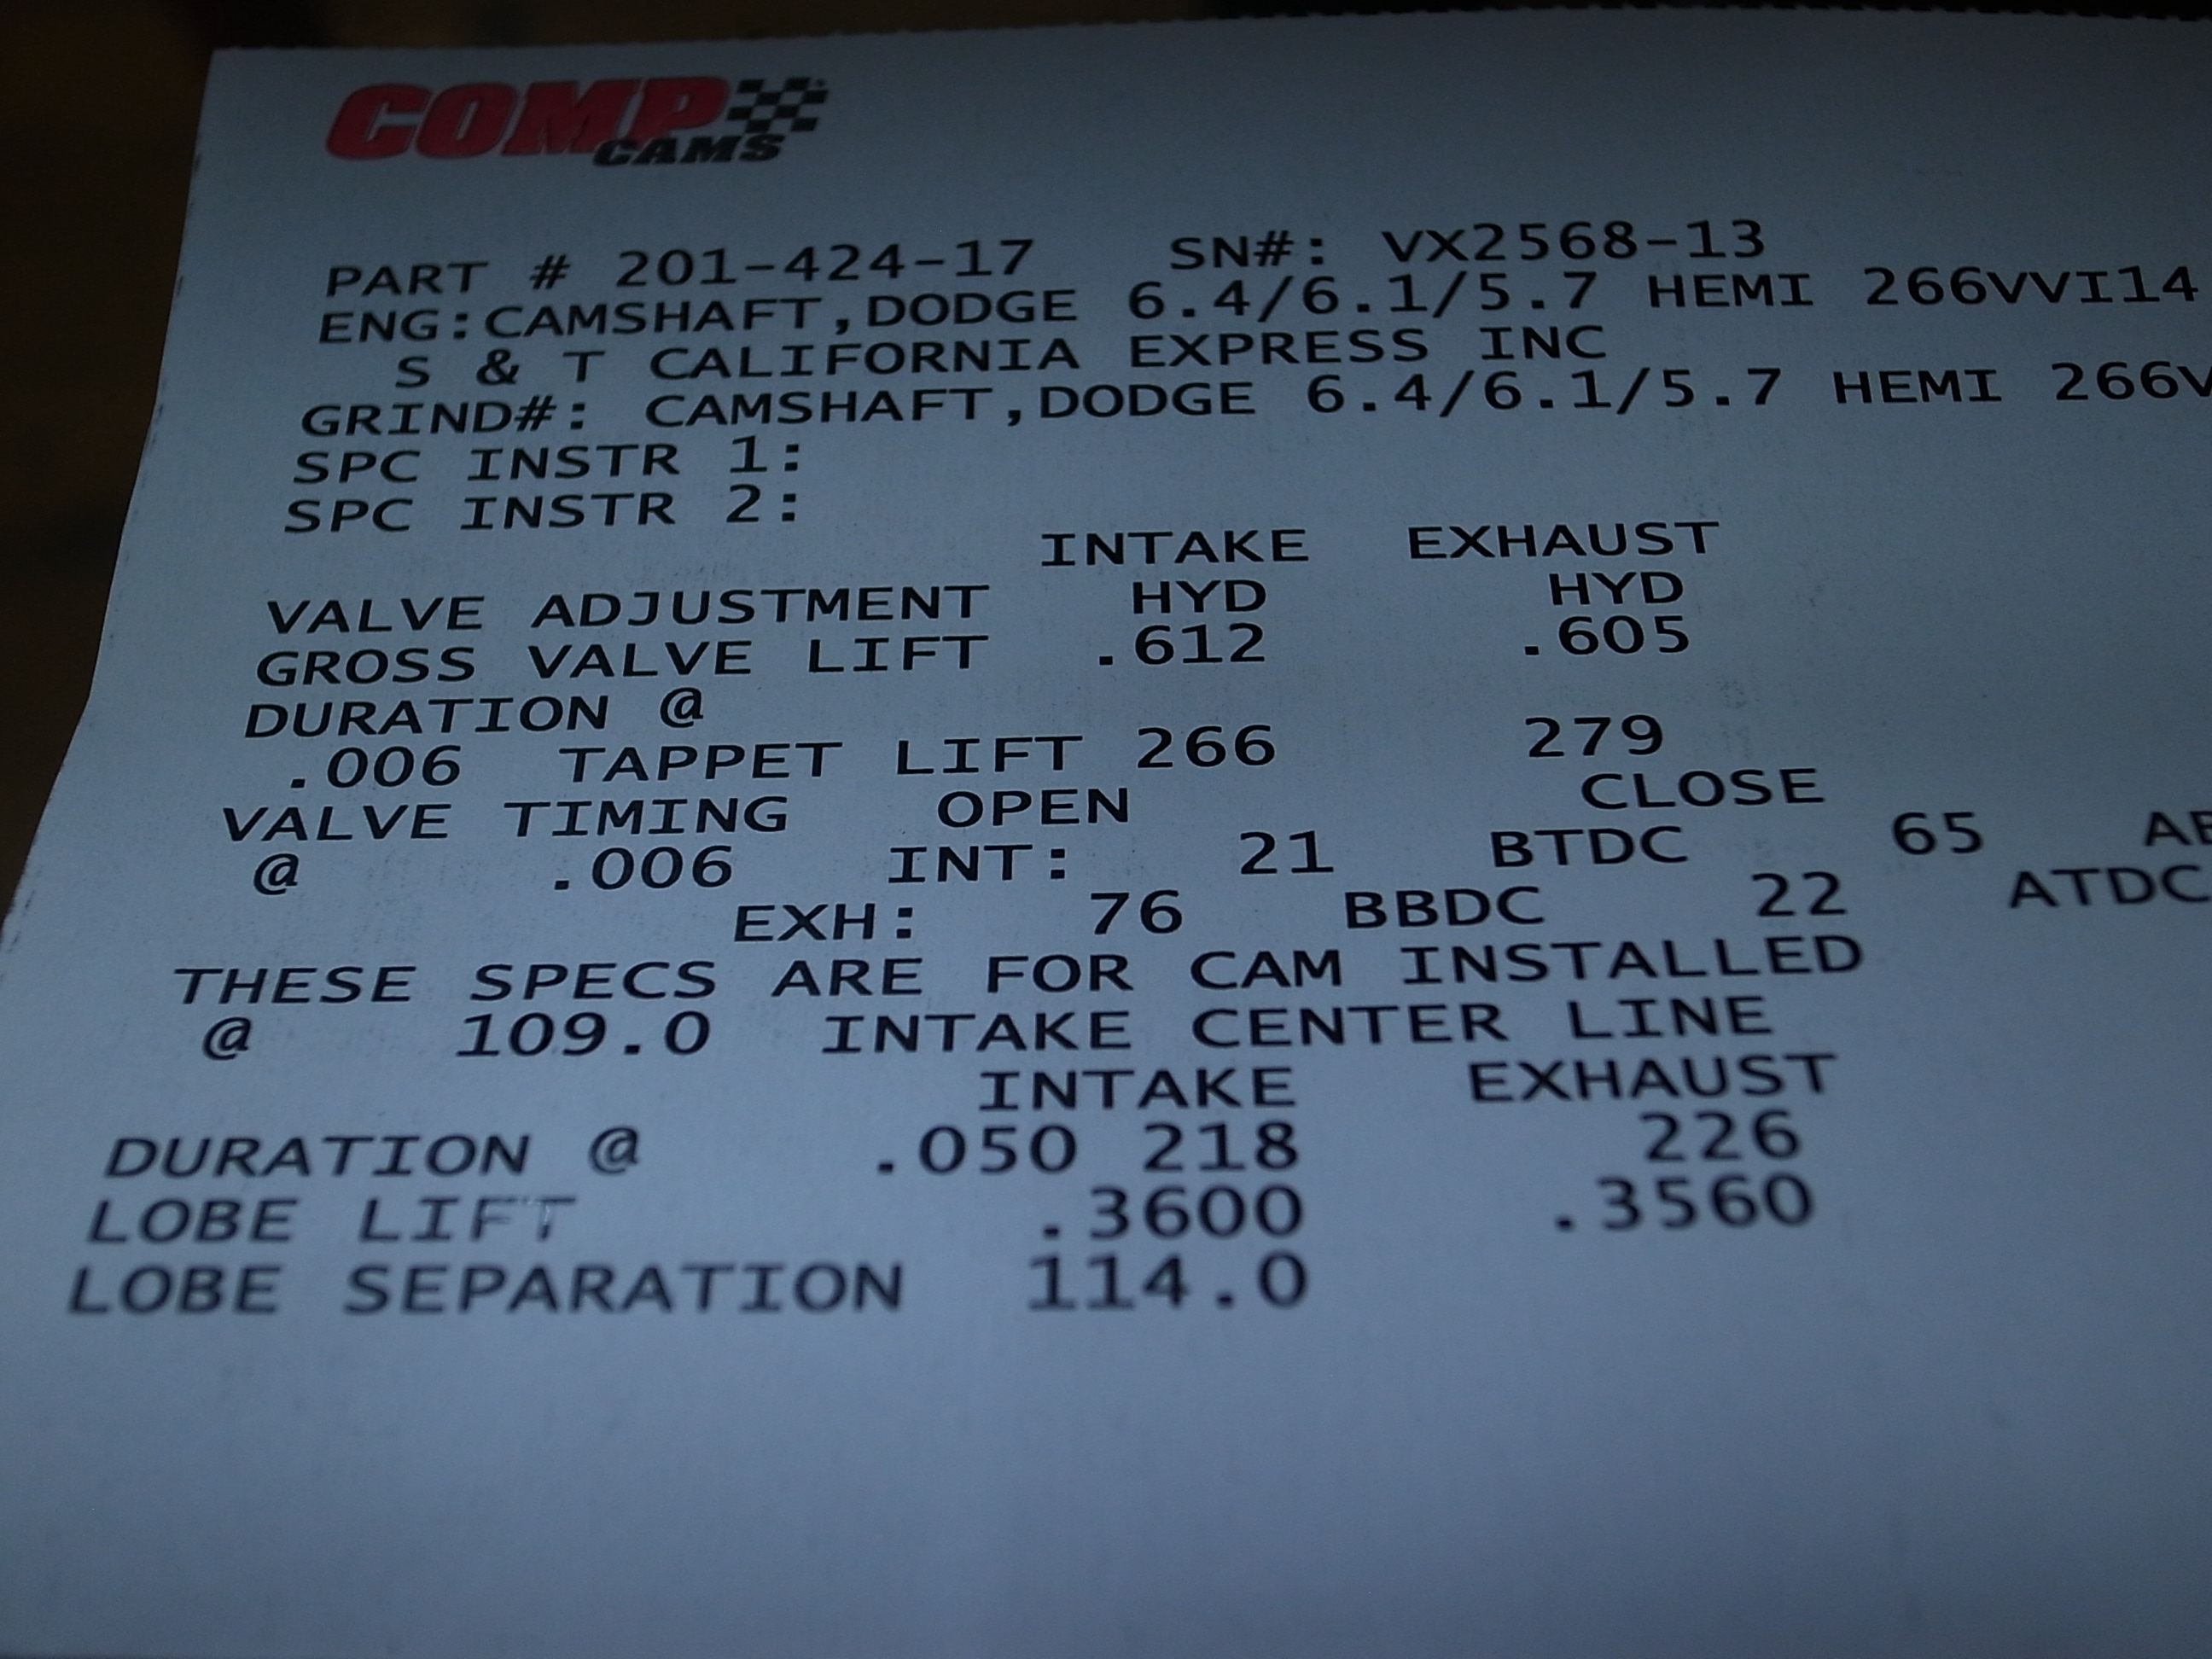 COMP
CAMS
PART # 201-424-17 SN#: VX2568-13
ENG:CAMSHAFT,DODGE 6.4/6.1/5.7 HEMI 266VVI14
S & T CALIFORNIA EXPRESS INC
GRIND#: CAMSHAFT,DODGE 6.4/6.1/5.7 HEMI 266V
SPC INSTR 1:
SPC INSTR 2:
INTAKE EXHAUST
VALVE ADJUSTMENT HYD HYD
GROSS VALVE LIFT .612 .605
DURATION @
.006 TAPPET LIFT 266 279
VALVE TIMING OPEN CLOSE
@ .006 INT: 21 BTDC 65
EXH: 76 BBDC 22 ATDC
THESE SPECS ARE FOR CAM INSTALLED
@ 109.0 INTAKE CENTER LINE
INTAKE EXHAUST
DURATION @ .050 218 226
LOBE LIFT .3600 .3560
LOBE SEPARATION 114.0